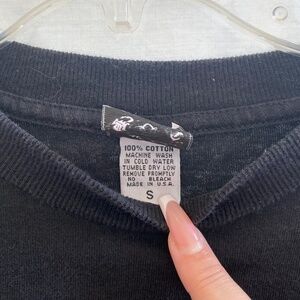 100% COTTON
MACHINE WASH
IN COLD WATER
TUMBLE DRY LOW
REMOVE PROMPTLY
NO BLEACH
MADE IN U.S.A.
S